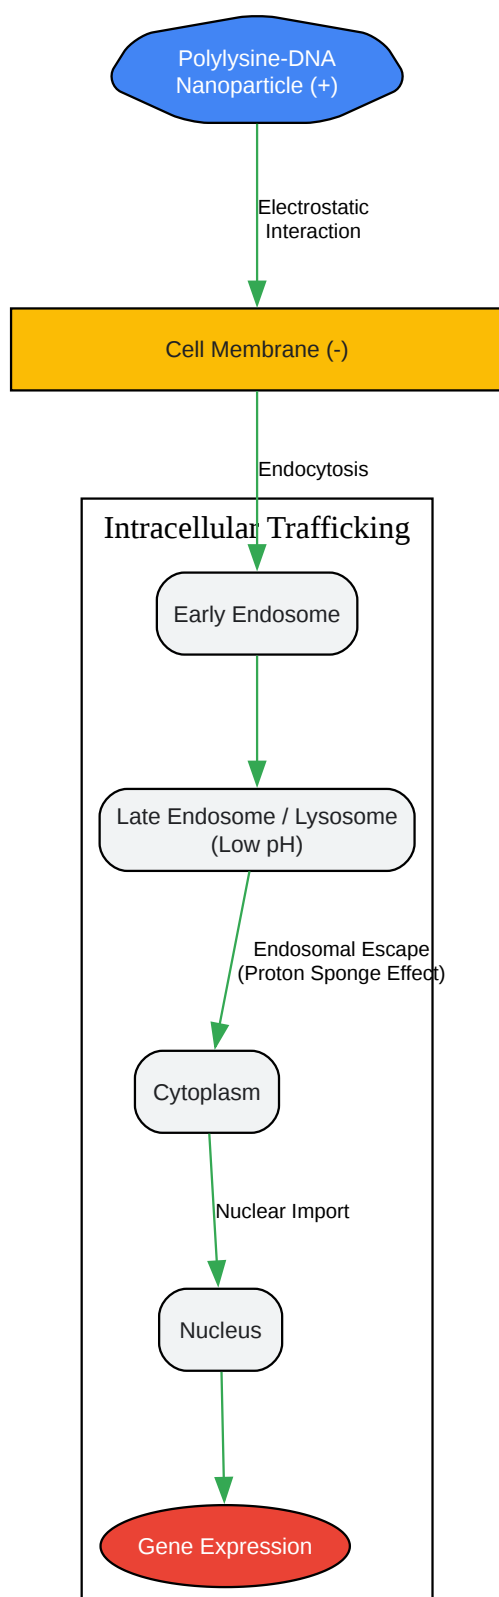 Polylysine-DNA
Nanoparticle (+)
Electrostatic
Interaction
Cell Membrane (-)
Endocytosis
Intracellular Trafficking
Early Endosome
Late Endosome / Lysosome
(Low pH)
Endosomal Escape
(Proton Sponge Effect)
Cytoplasm
Nuclear Import
Nucleus
Gene Expression